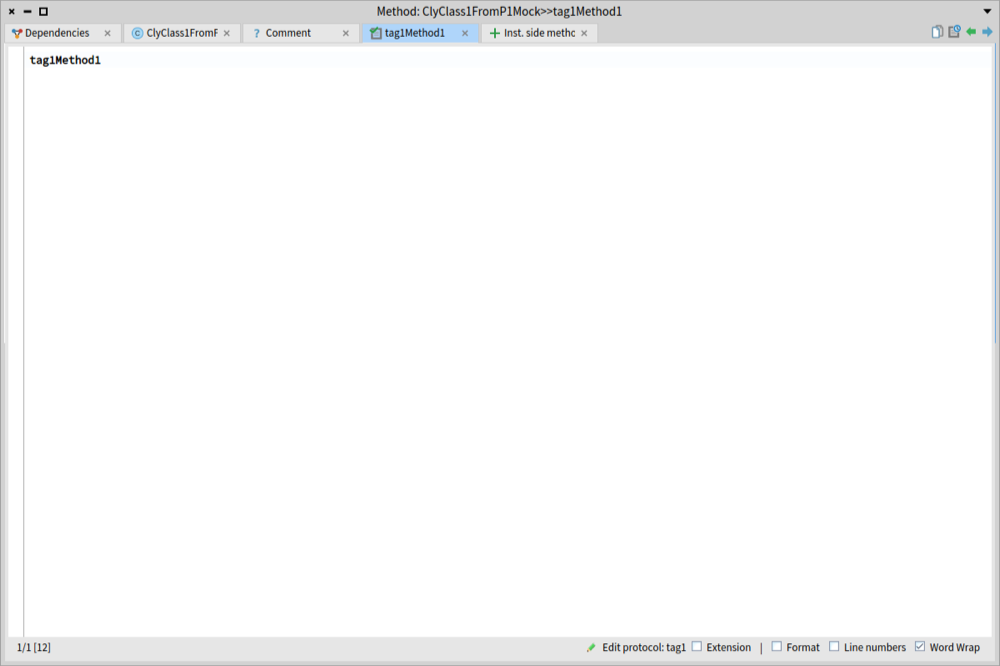 Method: ClyClass1FromP1Mock>>tag1Method1
Dependencies
ClyClass1FromF
? Comment
tag1Method1
Inst. side methc
tag1Method1
1/1 [12]
Edit protocol: tag1
Extension
|
Format
Line numbers
Word Wrap